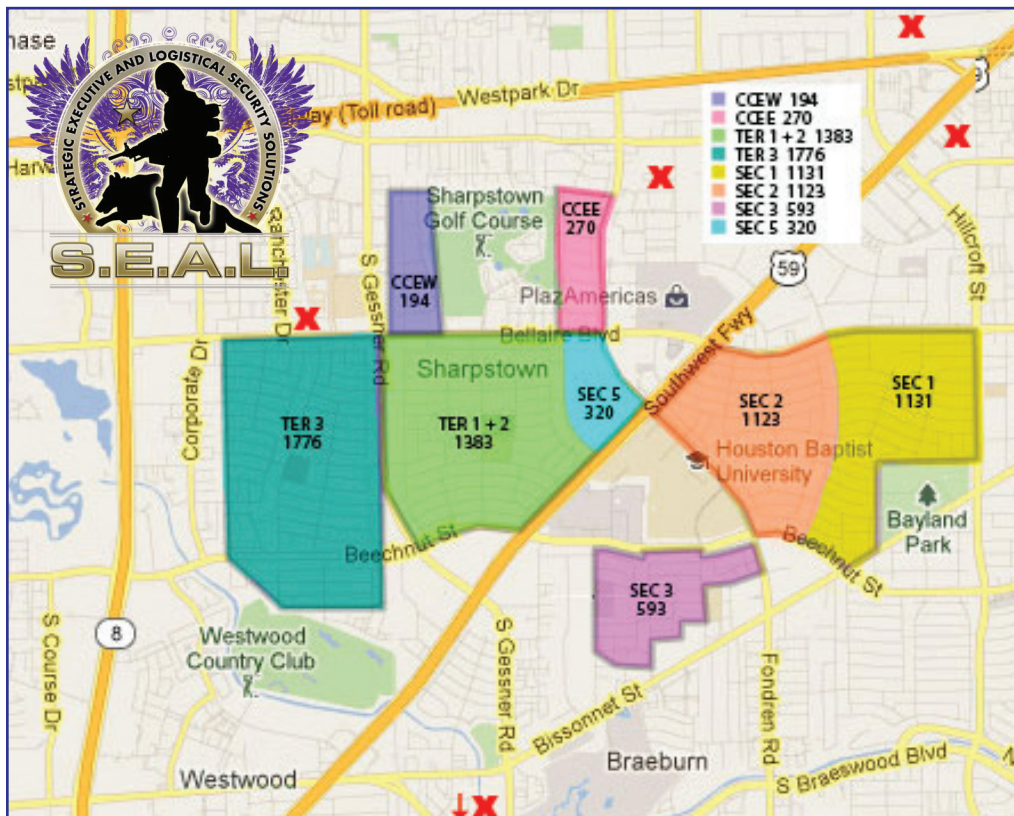 hase
Westpark Dr
ay (Toll road)
Harw
STRATEGIC EXECUTIVE AND LOGISTICAL SECURITY SOLUTIONS
S.E.A.L.
X
X
X
X
X
CCEW 194
CCEE 270
TER 1 + 2 1383
TER 3 1776
SEC 1 1131
SEC 2 1123
SEC 3 593
SEC 5 320
59
Sharpstown
Golf Course
CCEE
270
CCEW
194
Ranchester Dr
S Gessner Rd
Hillcroft St
PlazAmericas
Bellaire Blvd
Southwest Fwy
Corporate Dr
Sharpstown
TER 3
1776
TER 1 + 2
1383
SEC 5
320
SEC 2
1123
SEC 1
1131
Houston Baptist
University
Bayland
Park
Beechnut St
Beechnut St
SEC 3
593
8
S Course Dr
Westwood
Country Club
S Gessner Rd
Bissonnet St
Fondren Rd
Braeburn
S Braeswood Blvd
Westwood